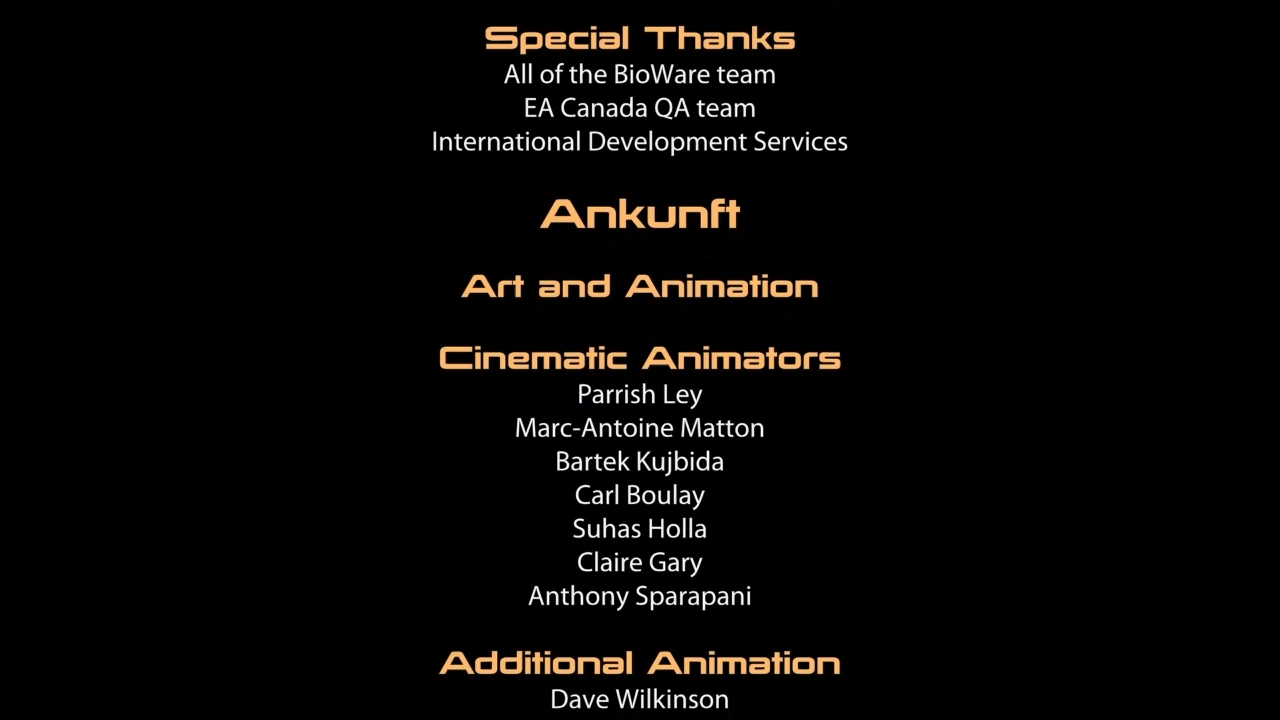 Special Thanks
All of the BioWare team
EA Canada QA team
International Development Services
Ankunft
Art and Animation
Cinematic Animators
Parrish Ley
Marc-Antoine Matton
Bartek Kujbida
Carl Boulay
Suhas Holla
Claire Gary
Anthony Sparapani
Additional Animation
Dave Wilkinson